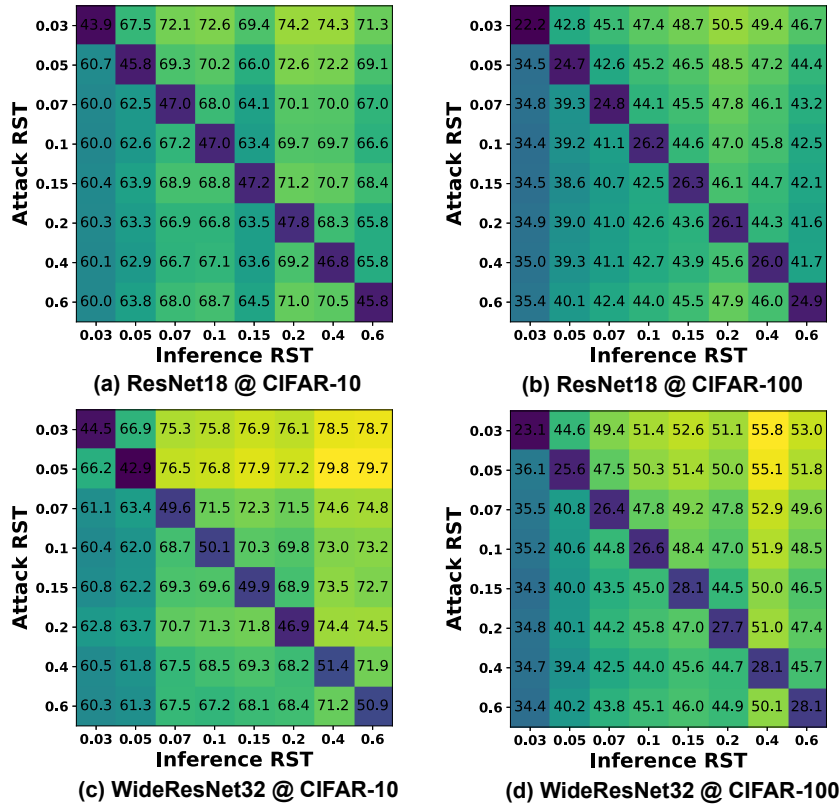 Attack RST
0.03 43.9 67.5 72.1 72.6 69.4 74.2 74.3 71.3
0.05 60.7 45.8 69.3 70.2 66.0 72.6 72.2 69.1
0.07 60.0 62.5 47.0 68.0 64.1 70.1 70.0 67.0
0.1 60.0 62.6 67.2 47.0 63.4 69.7 69.7 66.6
0.15 60.4 63.9 68.9 68.8 47.2 71.2 70.7 68.4
0.2 60.3 63.3 66.9 66.8 63.5 47.8 68.3 65.8
0.4 60.1 62.9 66.7 67.1 63.6 69.2 46.8 65.8
0.6 60.0 63.8 68.0 68.7 64.5 71.0 70.5 45.8
0.03 0.05 0.07 0.1 0.15 0.2 0.4 0.6
Inference RST
(a) ResNet18 @ CIFAR-10
Attack RST
0.03 22.2 42.8 45.1 47.4 48.7 50.5 49.4 46.7
0.05 34.5 24.7 42.6 45.2 46.5 48.5 47.2 44.4
0.07 34.8 39.3 24.8 44.1 45.5 47.8 46.1 43.2
0.1 34.4 39.2 41.1 26.2 44.6 47.0 45.8 42.5
0.15 34.5 38.6 40.7 42.5 26.3 46.1 44.7 42.1
0.2 34.9 39.0 41.0 42.6 43.6 26.1 44.3 41.6
0.4 35.0 39.3 41.1 42.7 43.9 45.6 26.0 41.7
0.6 35.4 40.1 42.4 44.0 45.5 47.9 46.0 24.9
0.03 0.05 0.07 0.1 0.15 0.2 0.4 0.6
Inference RST
(b) ResNet18 @ CIFAR-100
Attack RST
0.03 44.5 66.9 75.3 75.8 76.9 76.1 78.5 78.7
0.05 66.2 42.9 76.5 76.8 77.9 77.2 79.8 79.7
0.07 61.1 63.4 49.6 71.5 72.3 71.5 74.6 74.8
0.1 60.4 62.0 68.7 50.1 70.3 69.8 73.0 73.2
0.15 60.8 62.2 69.3 69.6 49.9 68.9 73.5 72.7
0.2 62.8 63.7 70.7 71.3 71.8 46.9 74.4 74.5
0.4 60.5 61.8 67.5 68.5 69.3 68.2 51.4 71.9
0.6 60.3 61.3 67.5 67.2 68.1 68.4 71.2 50.9
0.03 0.05 0.07 0.1 0.15 0.2 0.4 0.6
Inference RST
(c) WideResNet32 @ CIFAR-10
Attack RST
0.03 23.1 44.6 49.4 51.4 52.6 51.1 55.8 53.0
0.05 36.1 25.6 47.5 50.3 51.4 50.0 55.1 51.8
0.07 35.5 40.8 26.4 47.8 49.2 47.8 52.9 49.6
0.1 35.2 40.6 44.8 26.6 48.4 47.0 51.9 48.5
0.15 34.3 40.0 43.5 45.0 28.1 44.5 50.0 46.5
0.2 34.8 40.1 44.2 45.8 47.0 27.7 51.0 47.4
0.4 34.7 39.4 42.5 44.0 45.6 44.7 28.1 45.7
0.6 34.4 40.2 43.8 45.1 46.0 44.9 50.1 28.1
0.03 0.05 0.07 0.1 0.15 0.2 0.4 0.6
Inference RST
(d) WideResNet32 @ CIFAR-100